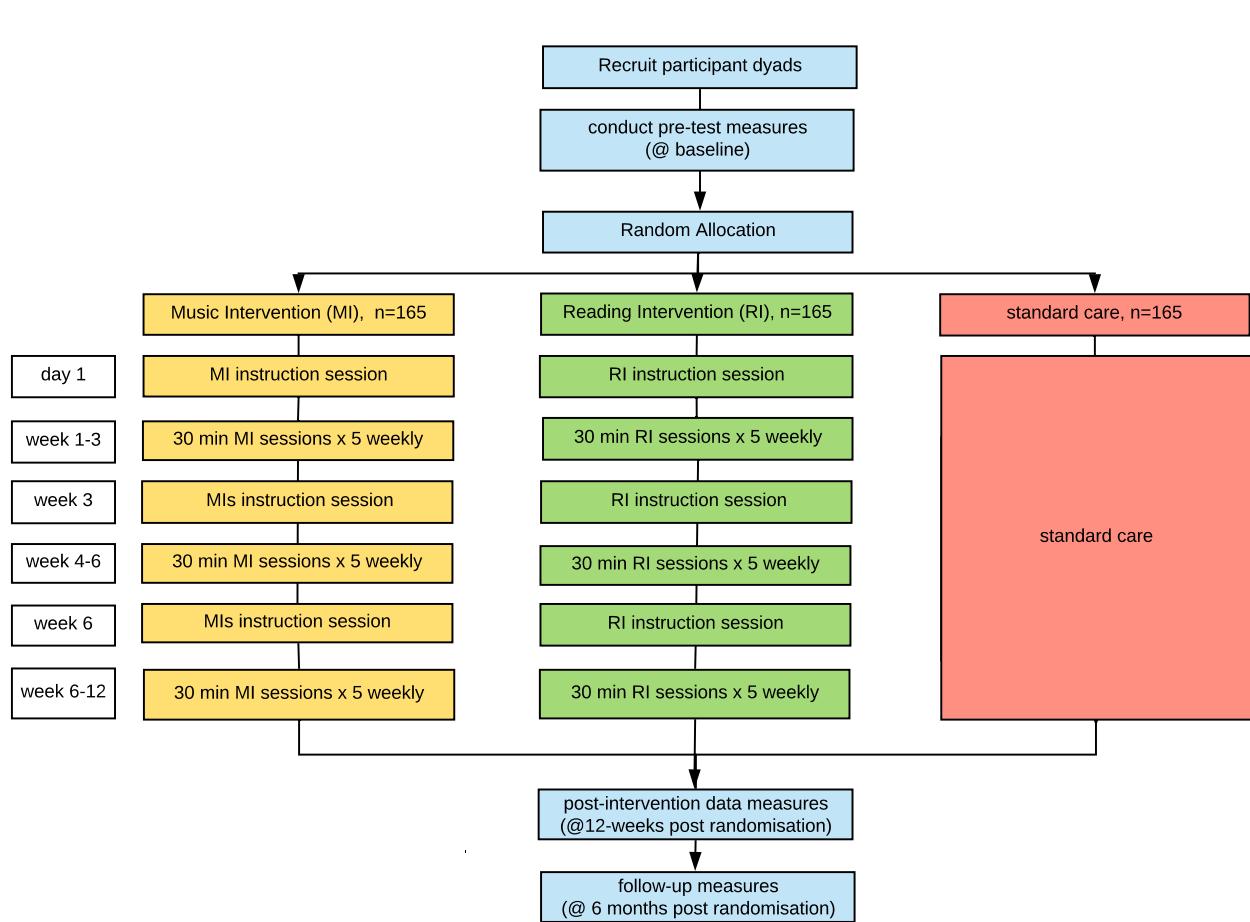 Recruit participant dyads
conduct pre-test measures
(@ baseline)
Random Allocation
Music Intervention (MI),  n=165
Reading Intervention (RI), n=165
standard care, n=165
day 1
MI instruction session
RI instruction session
week 1-3
30 min MI sessions x 5 weekly
30 min RI sessions x 5 weekly
week 3
MIs instruction session
RI instruction session
standard care
week 4-6
30 min MI sessions x 5 weekly
30 min RI sessions x 5 weekly
week 6
MIs instruction session
RI instruction session
week 6-12
30 min MI sessions x 5 weekly
30 min RI sessions x 5 weekly
post-intervention data measures
(@12-weeks post randomisation)
follow-up measures
(@ 6 months post randomisation)